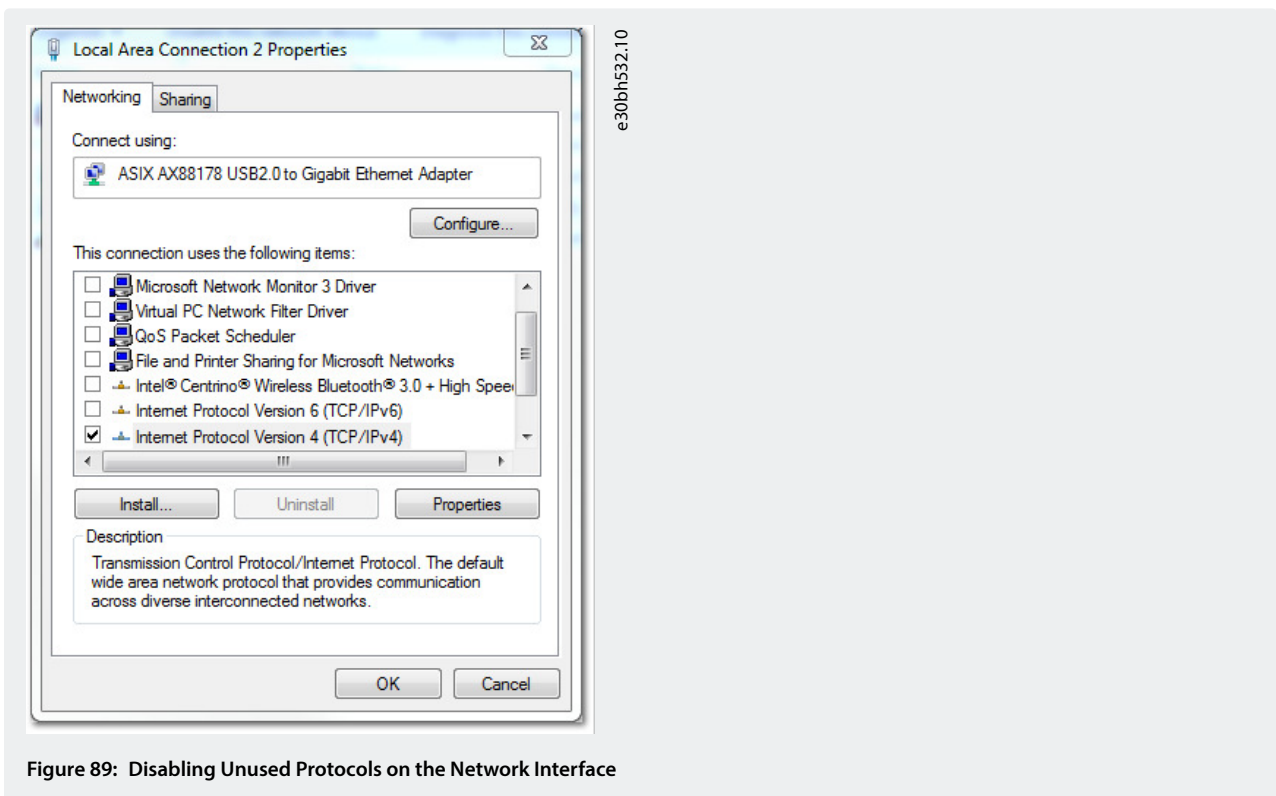 Local Area Connection 2 Properties
Networking
Sharing
Connect using:
ASIX AX88178 USB2.0 to Gigabit Ethernet Adapter
Configure...
This connection uses the following items:
Microsoft Network Monitor 3 Driver
Virtual PC Network Filter Driver
QoS Packet Scheduler
File and Printer Sharing for Microsoft Networks
Intel® Centrino® Wireless Bluetooth® 3.0 + High Spee
Internet Protocol Version 6 (TCP/IPv6)
Internet Protocol Version 4 (TCP/IPv4)
Install...
Uninstall
Properties
Description
Transmission Control Protocol/Internet Protocol. The default
wide area network protocol that provides communication
across diverse interconnected networks.
OK
Cancel
e30bh532.10
Figure 89: Disabling Unused Protocols on the Network Interface